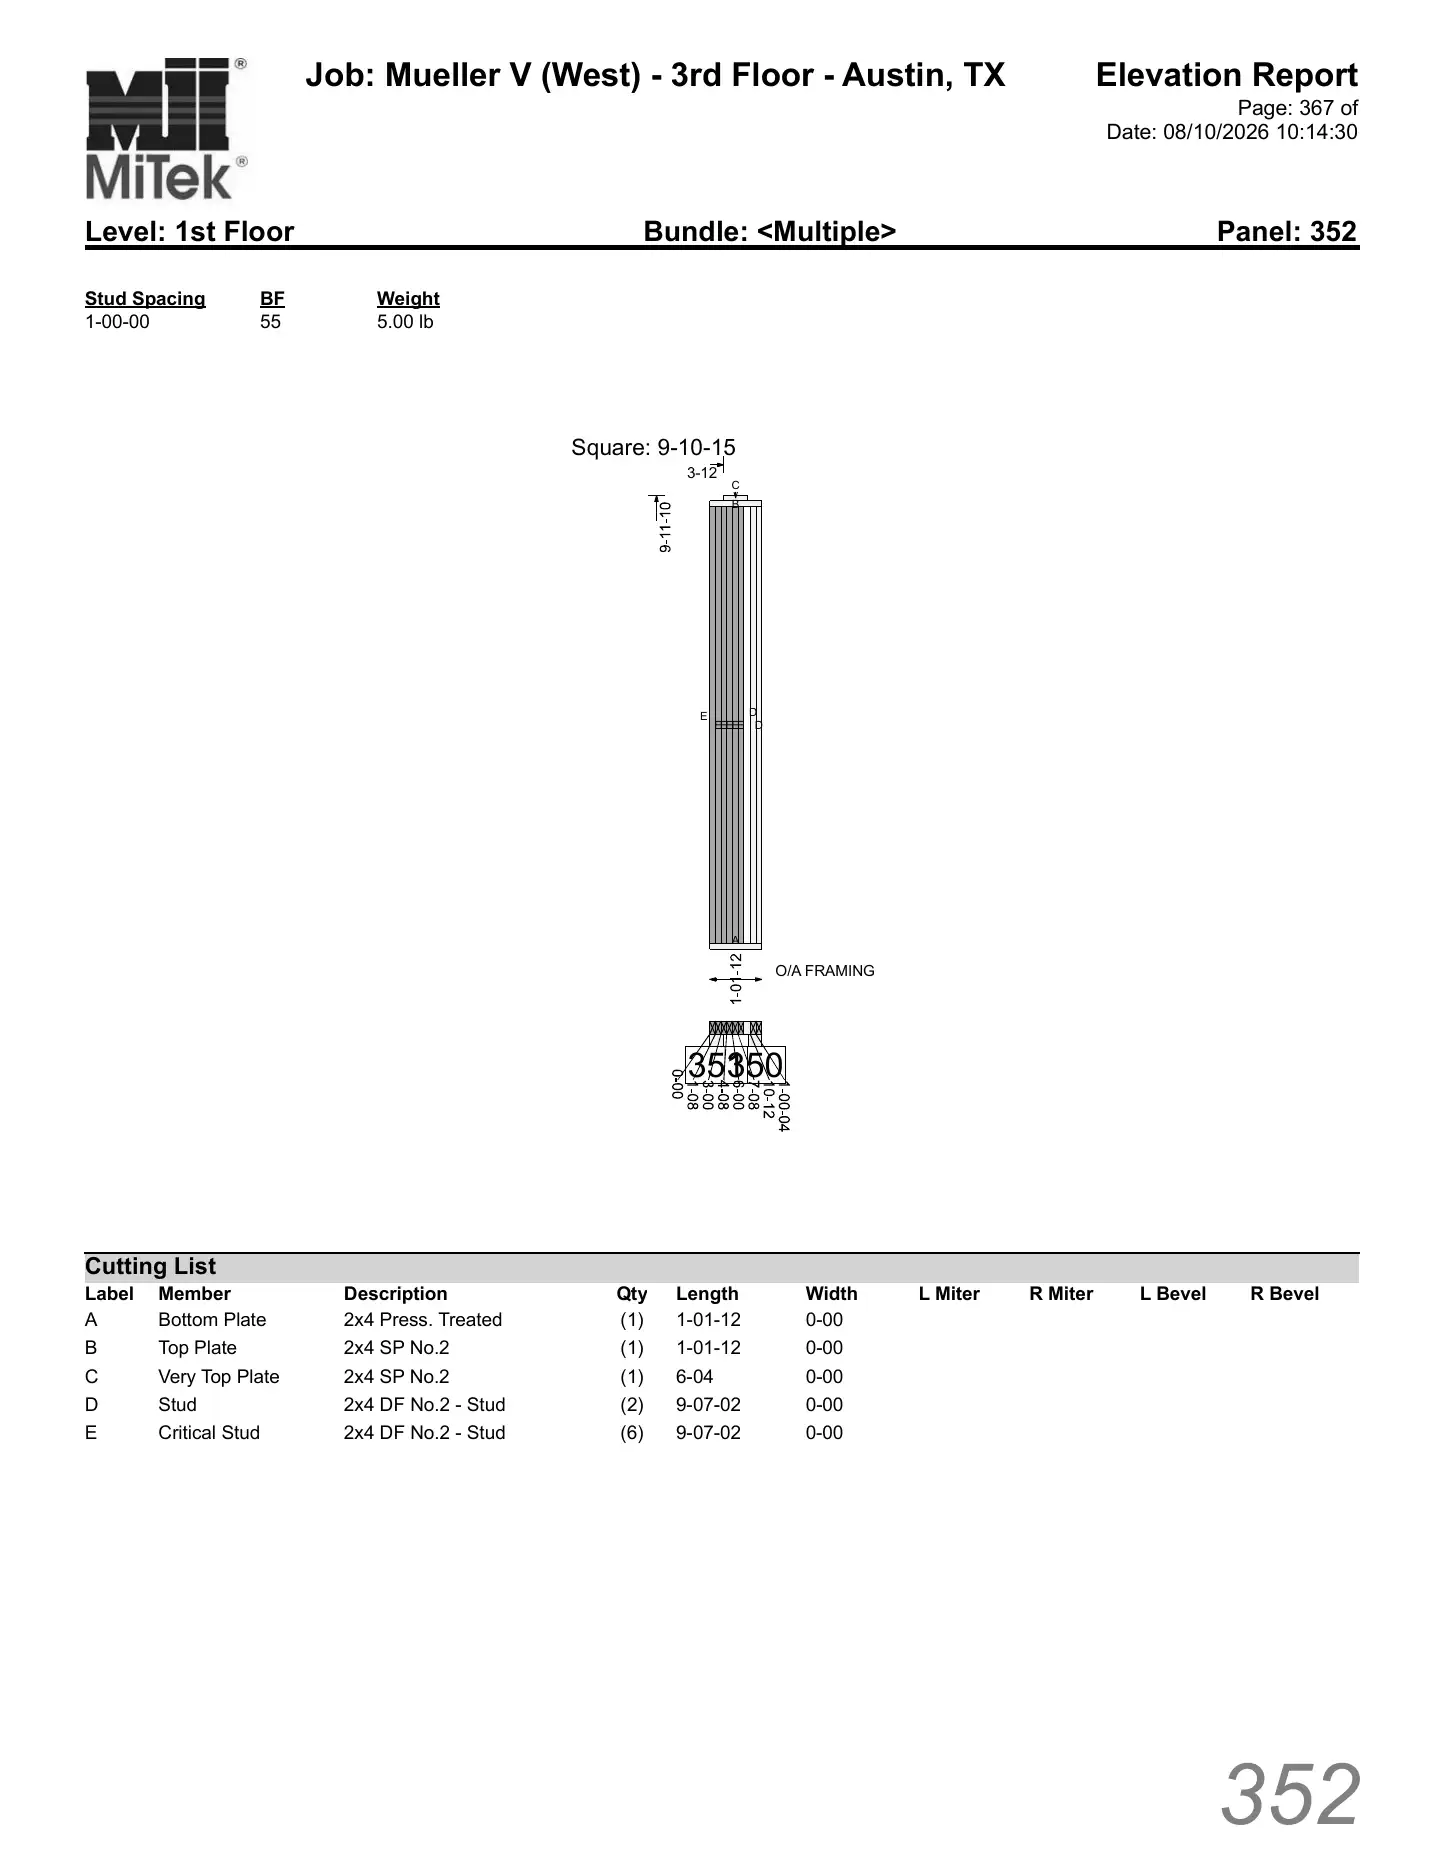 Job: Mueller V (West) - 3rd Floor - Austin, TX
Elevation Report
Page: 367 of
Date: 08/10/2026 10:14:30
MiTek®
Level: 1st Floor Bundle: <Multiple> Panel: 352
Stud Spacing BF Weight
1-00-00 55 5.00 lb
Square: 9-10-15
3-12
C
B
9-11-10
E
D
D
A
1-01-12
O/A FRAMING
351
350
0-00
1-08
3-00
4-08
6-00
7-08
10-12
1-00-04
Cutting List
Label Member Description Qty Length Width L Miter R Miter L Bevel R Bevel
A Bottom Plate 2x4 Press. Treated (1) 1-01-12 0-00
B Top Plate 2x4 SP No.2 (1) 1-01-12 0-00
C Very Top Plate 2x4 SP No.2 (1) 6-04 0-00
D Stud 2x4 DF No.2 - Stud (2) 9-07-02 0-00
E Critical Stud 2x4 DF No.2 - Stud (6) 9-07-02 0-00
352